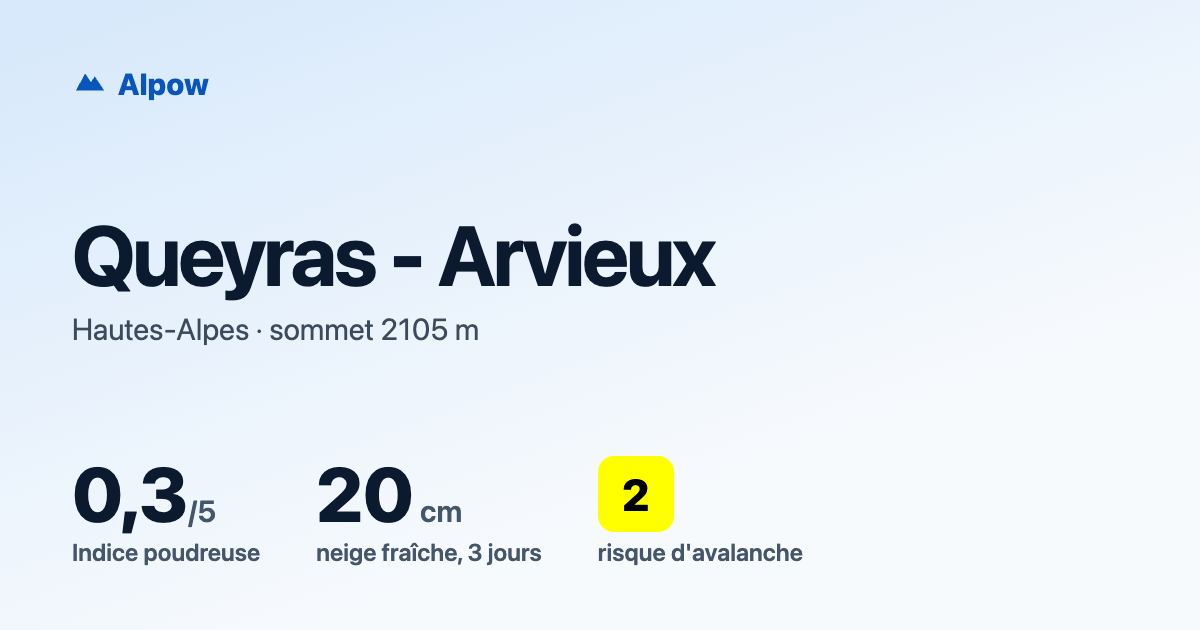 Alpow
Queyras - Arvieux
Hautes-Alpes · sommet 2105 m
0,3/5
Indice poudreuse
20 cm
neige fraîche, 3 jours
2
risque d'avalanche